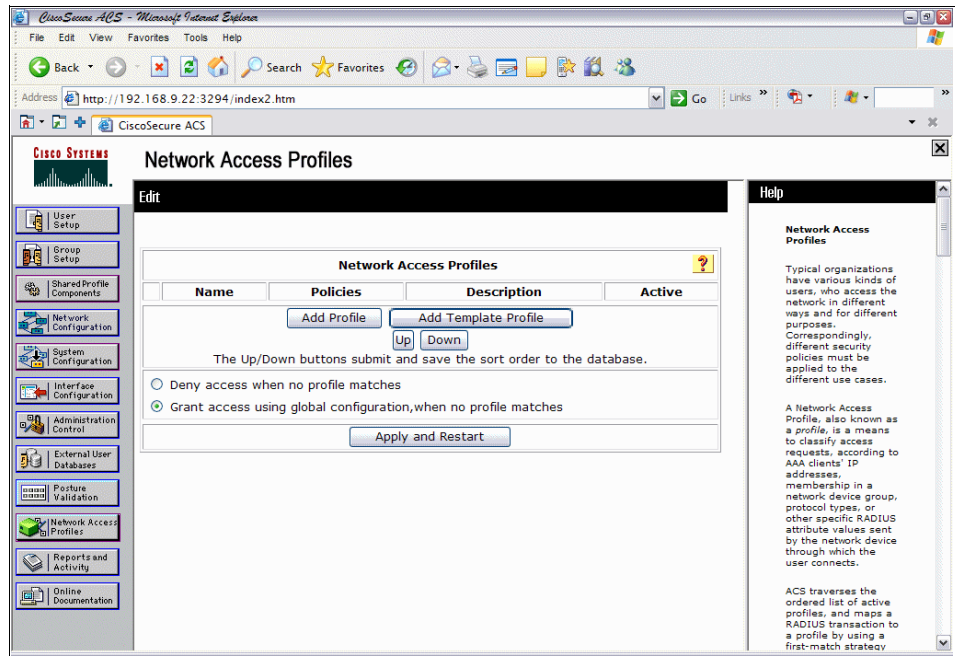 CiscoSecure ACS - Microsoft Internet Explorer
File Edit View Favorites Tools Help
Back Search Favorites
Address http://192.168.9.22:3294/index2.htm Go Links »
CiscoSecure ACS
CISCO SYSTEMS
Network Access Profiles
User
Setup
Group
Setup
Shared Profile
Components
Network
Configuration
System
Configuration
Interface
Configuration
Administration
Control
External User
Databases
Posture
Validation
Network Access
Profiles
Reports and
Activity
Online
Documentation
Edit
Network Access Profiles ?
Name Policies Description Active
Add Profile Add Template Profile
Up Down
The Up/Down buttons submit and save the sort order to the database.
Deny access when no profile matches
Grant access using global configuration,when no profile matches
Apply and Restart
Help
Network Access
Profiles
Typical organizations
have various kinds of
users, who access the
network in different
ways and for different
purposes.
Correspondingly,
different security
policies must be
applied to the
different use cases.
A Network Access
Profile, also known as
a profile, is a means
to classify access
requests, according to
AAA clients' IP
addresses,
membership in a
network device group,
protocol types, or
other specific RADIUS
attribute values sent
by the network device
through which the
user connects.
ACS traverses the
ordered list of active
profiles, and maps a
RADIUS transaction to
a profile by using a
first-match strategy